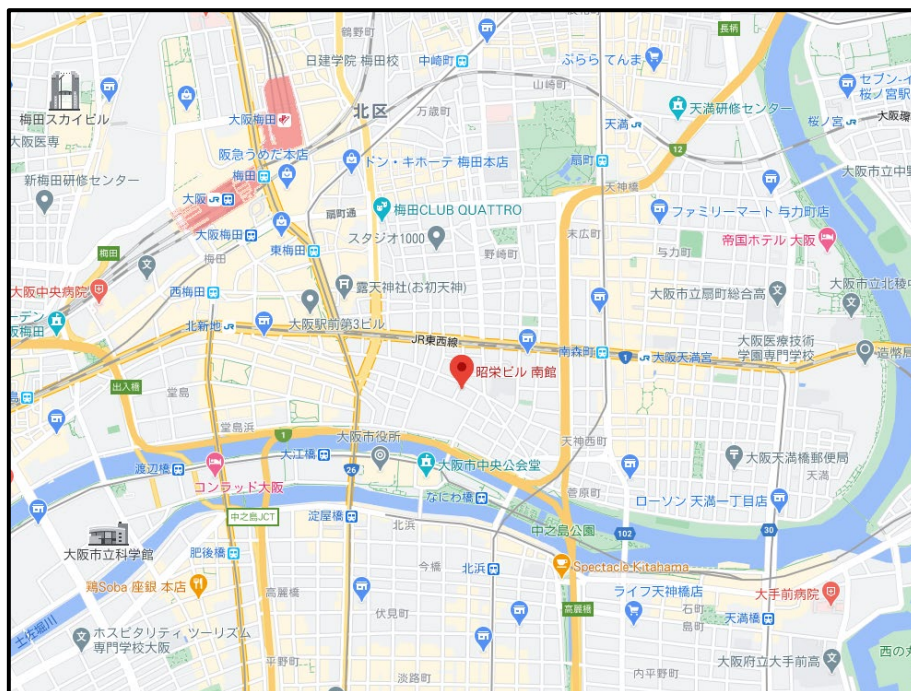 鶴野町
長柄
日建学院 梅田校
中崎町
ぷらら てんま
セブン-イ
桜ノ宮駅
山崎町
梅田スカイビル
北区
万歳町
天満研修センター
大阪医専
大阪梅田
天満 JR
桜ノ宮 JR
大阪環
阪急うめだ本店
ドン・キホーテ 梅田本店
12
大阪市立中野
新梅田研修センター
梅田
扇町
天神橋
大阪 JR
扇町通
梅田CLUB QUATTRO
ファミリーマート 与力町店
大阪梅田
スタジオ1000
末広町
帝国ホテル 大阪
梅田
梅田
東梅田
野崎町
与力町
大阪中央病院
西梅田
露天神社(お初天神)
大阪市立扇町総合高
大阪市立北稜中
ーデン
阪梅田
北新地 JR
大阪駅前第3ビル
JR東西線
大阪医療技術
学園専門学校
造幣局
南森町
1
大阪天満宮
JR
昭栄ビル 南館
出入橋
島
堂島
堂島浜
1
大阪市役所
天神西町
大阪天満橋郵便局
渡辺橋
大江橋
26
大阪市中央公会堂
天満
コンラッド大阪
なにわ橋
菅原町
ローソン 天満一丁目店
中之島JCT
淀屋橋
北浜
中之島公園
102
30
大阪市立科学館
肥後橋
今橋
北浜
Spectacle Kitahama
鶏Soba 座銀 本店
高麗橋
ライフ天神橋店
大手前病院
伏見町
高麗橋
石町
島町
天満橋
土佐堀川
ホスピタリティ ツーリズム
専門学校大阪
平野町
大阪府立大手前高
西の丸
淡路町
内平野町